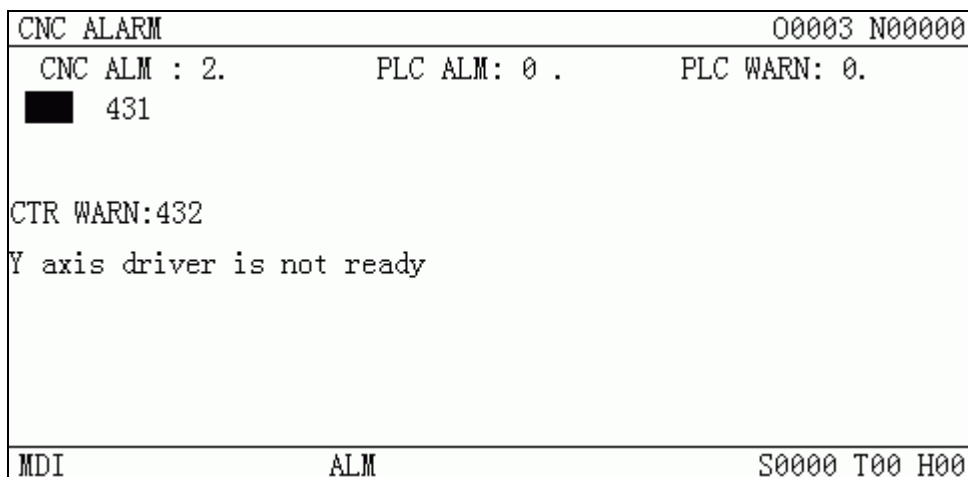 CNC ALARM O0003 N00000
CNC ALM : 2. PLC ALM: 0 . PLC WARN: 0.
431
CTR WARN:432
Y axis driver is not ready
MDI ALM S0000 T00 H00